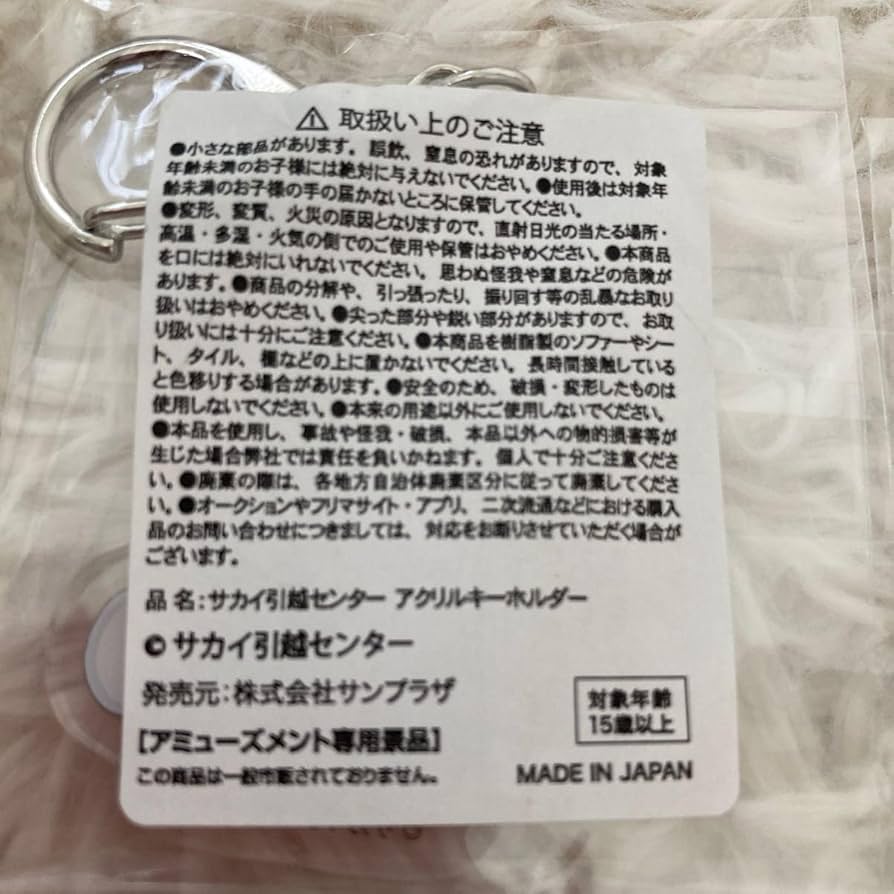 ⚠ 取扱い上のご注意
●小さな部品があります。誤飲、窒息の恐れがありますので、対象
年齢未満のお子様には絶対に与えないでください。●使用後は対象年
齢未満のお子様の手の届かないところに保管してください。
●変形、変質、火災の原因となりますので、直射日光の当たる場所・
高温・多湿・火気の側でのご使用や保管はおやめください。●本商品
を口には絶対にいれないでください。思わぬ怪我や窒息などの危険が
あります。●商品の分解や、引っ張ったり、振り回す等の乱暴なお取り
扱いはおやめください。●尖った部分や鋭い部分がありますので、お取
り扱いには十分にご注意ください。●本商品を樹脂製のソファーやシー
ト、タイル、棚などの上に置かないでください。長時間接触している
と色移りする場合があります。●安全のため、破損・変形したものは
使用しないでください。●本来の用途以外にご使用しないでください。
●本品を使用し、事故や怪我・破損、本品以外への物的損害等が
生じた場合弊社では責任を負いかねます。個人で十分ご注意くださ
い。●廃棄の際は、各地方自治体廃棄区分に従って廃棄してくださ
い。●オークションやフリマサイト・アプリ、二次流通などにおける購入
品のお問い合わせにつきましては、対応をお断りさせていただく場合が
ございます。
品 名：サカイ引越センター アクリルキーホルダー
© サカイ引越センター
発売元：株式会社サンプラザ
[アミューズメント専用景品]
この商品は一般市販されておりません。
対象年齢
15歳以上
MADE IN JAPAN